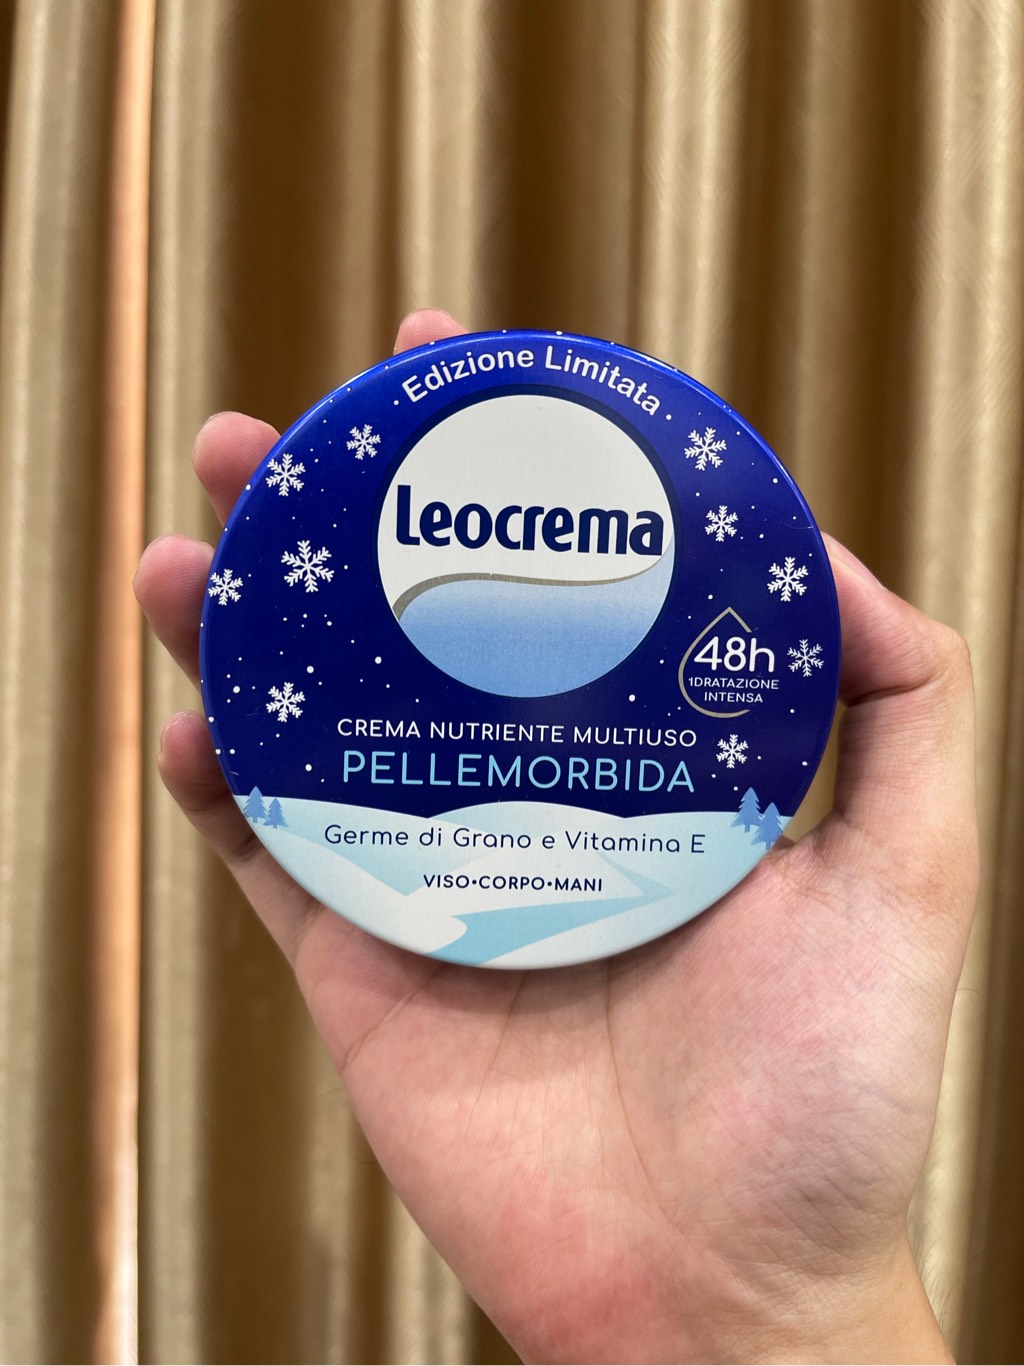 Edizione Limitata
Leocrema
48h
IDRATAZIONE
INTENSA
CREMA NUTRIENTE MULTIUSO
PELLEMORBIDA
Germe di Grano e Vitamina E
VISO•CORPO•MANI